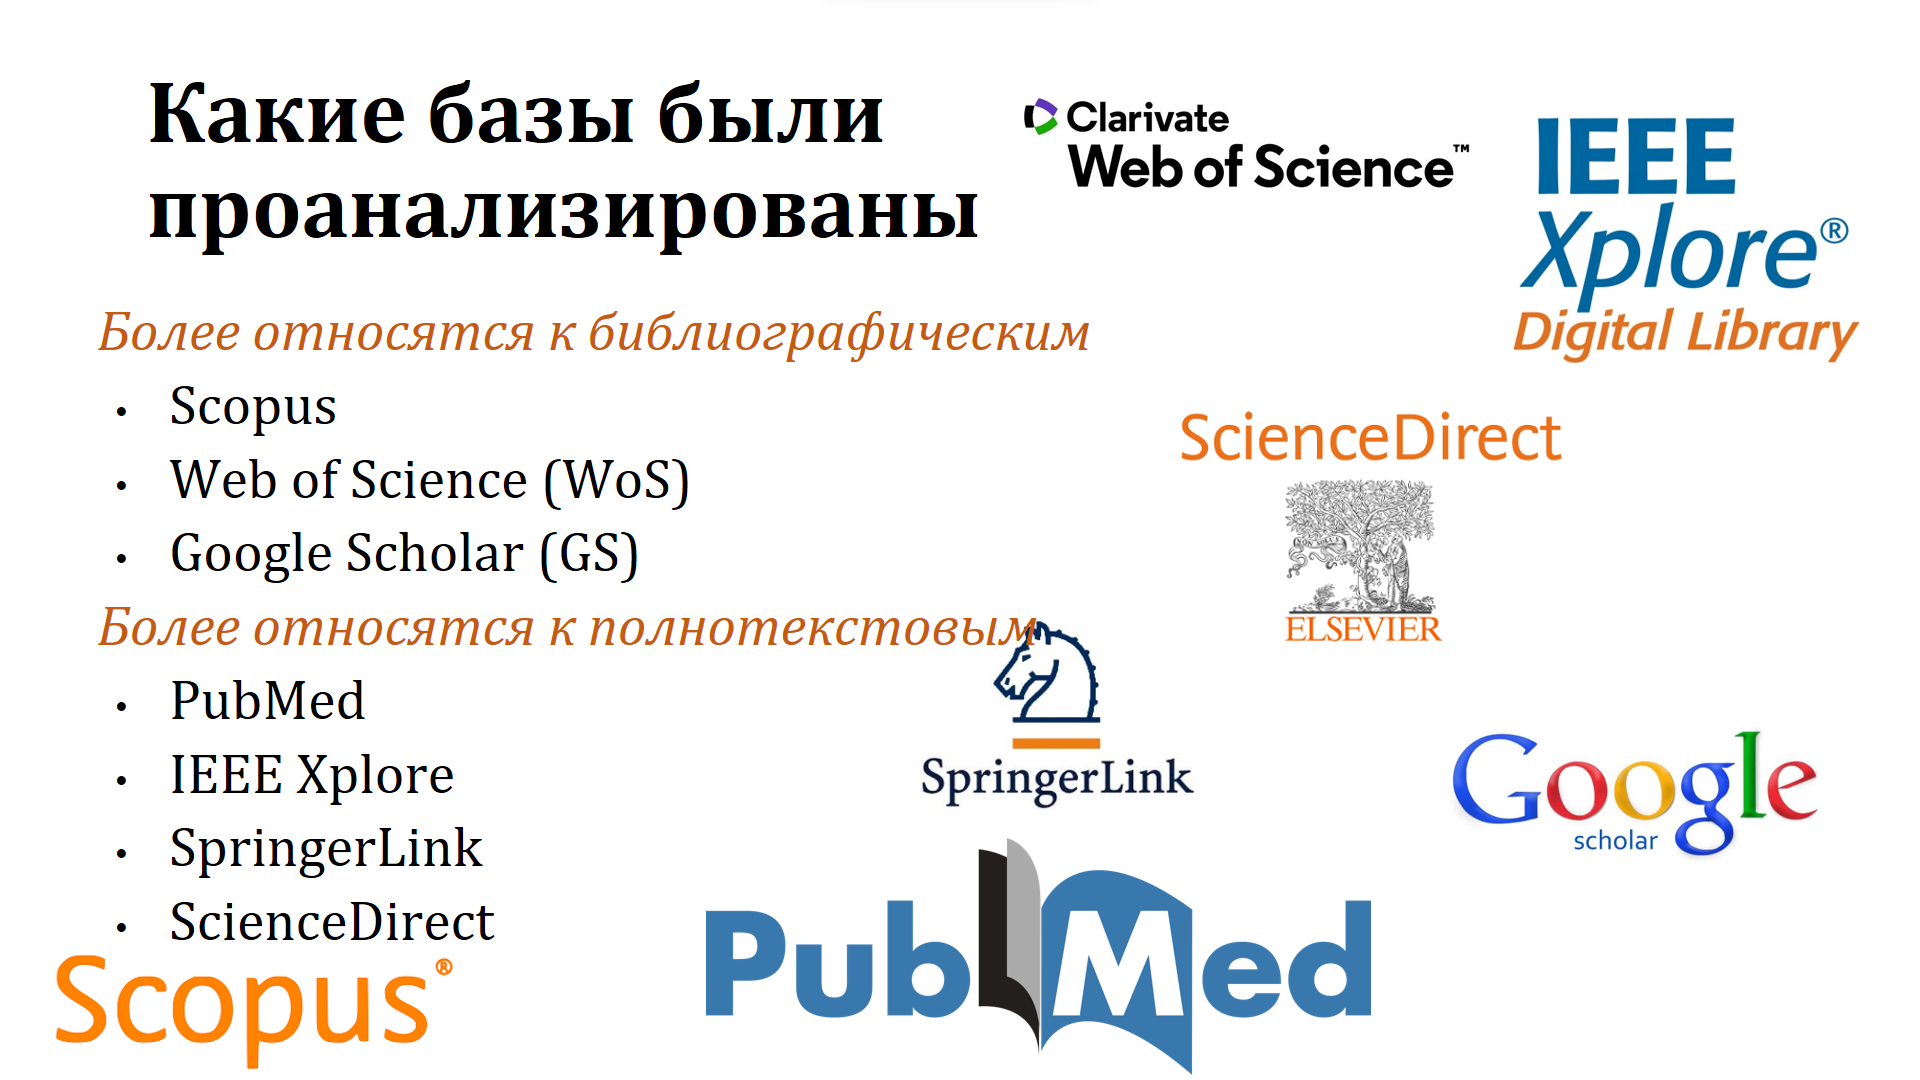 Какие базы были
проанализированы
Более относятся к библиографическим
• Scopus
• Web of Science (WoS)
• Google Scholar (GS)
Более относятся к полнотекстовым
• PubMed
• IEEE Xplore
• SpringerLink
• ScienceDirect
Clarivate
Web of Science™
IEEE
Xplore®
Digital Library
ScienceDirect
ELSEVIER
SpringerLink
Google
scholar
PubMed
Scopus®